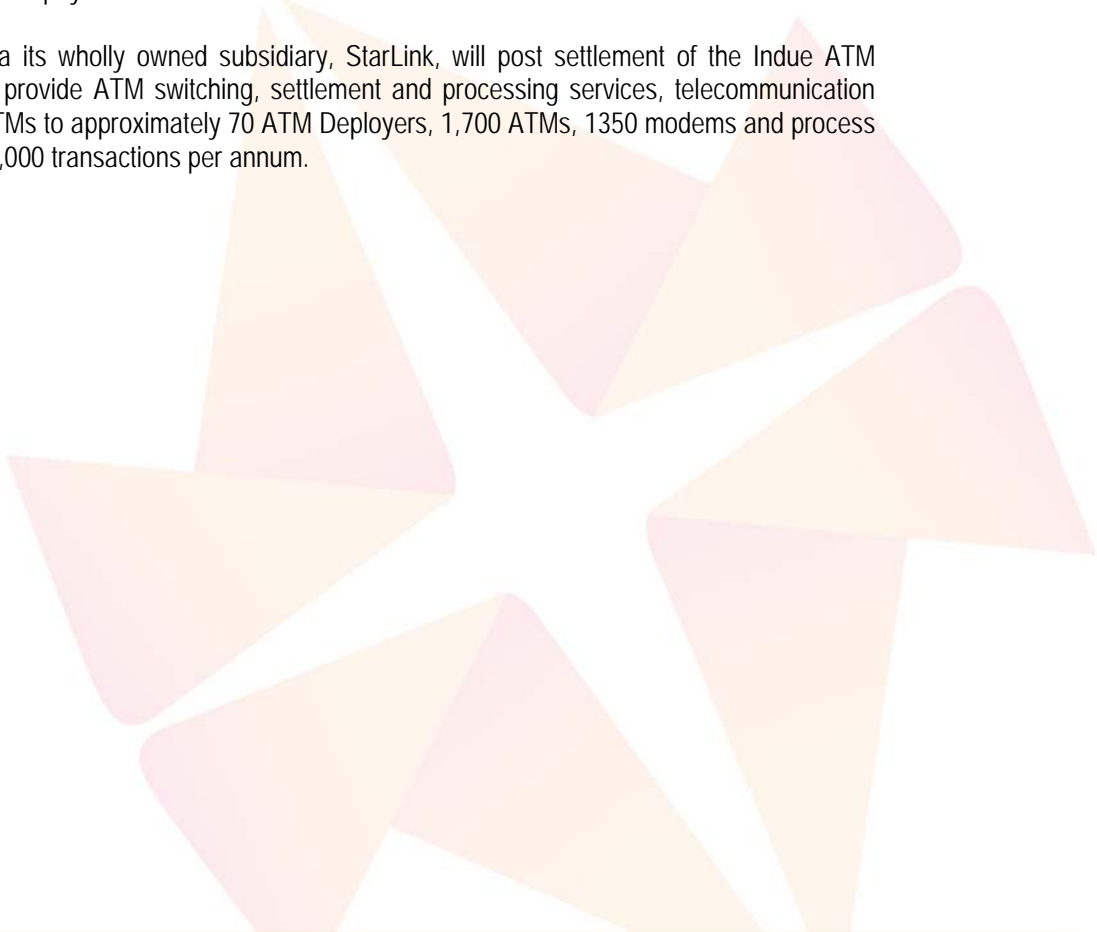 a its wholly owned subsidiary, StarLink, will post settlement of the Indue ATM
provide ATM switching, settlement and processing services, telecommunication
TMs to approximately 70 ATM Deployers, 1,700 ATMs, 1350 modems and process
,000 transactions per annum.